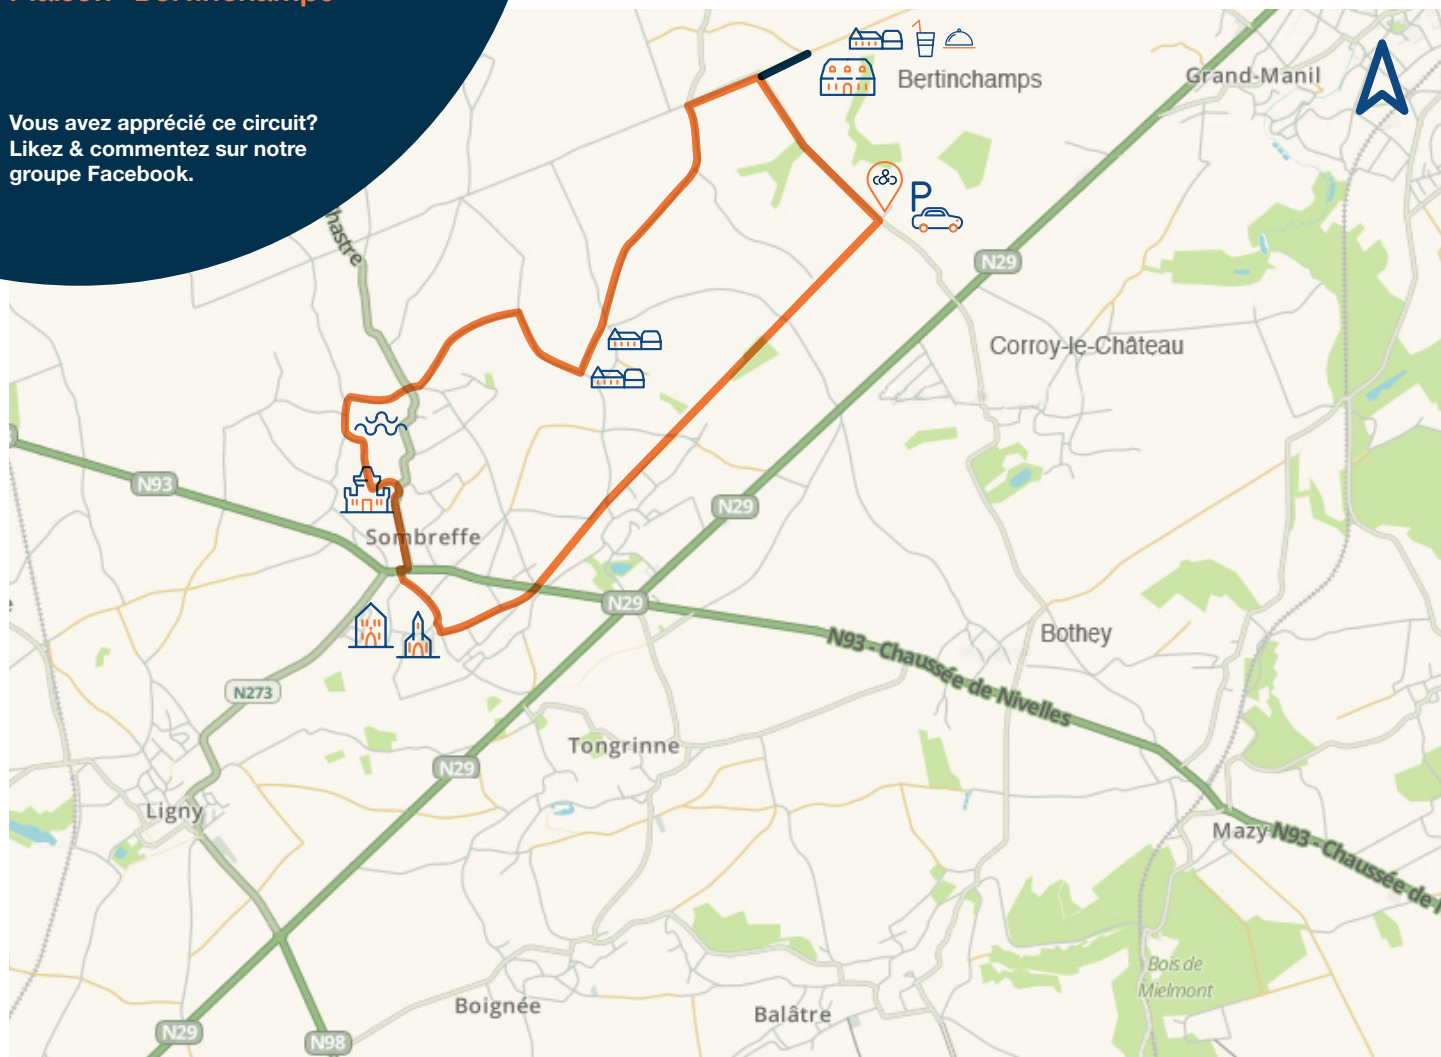 Vous avez apprécié ce circuit?
Likez & commentez sur notre
groupe Facebook.
Bertinchamps
Grand-Manil
P
N29
Corroy-le-Château
N93
N29
Sombreffe
N29
N93 - Chaussée de Nivelles
Bothey
N273
Tongrinne
N29
Ligny
Mazy
N93 - Chaussée de
Bois de
Mielmont
Boignée
Balâtre
N29
N98